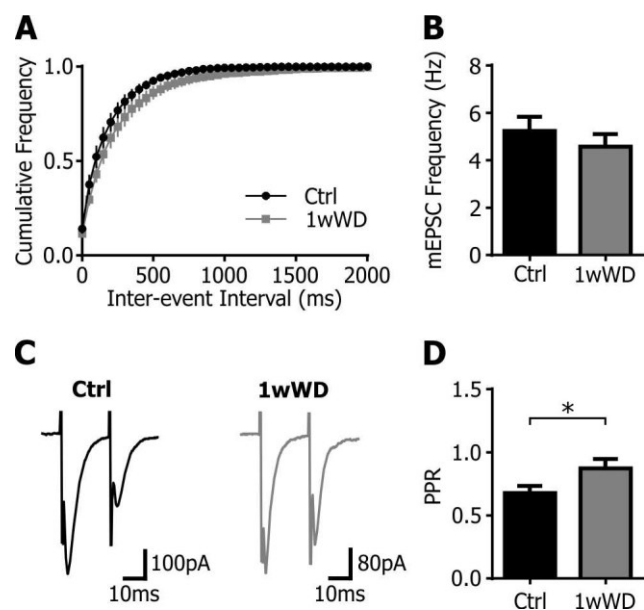 A
Cumulative Frequency
1.0
0.5
0.0
0 500 1000 1500 2000
Inter-event Interval (ms)
Ctrl
1wWD
B
mEPSC Frequency (Hz)
8
6
4
2
0
Ctrl 1wWD
C
Ctrl
1wWD
100pA
10ms
80pA
10ms
D
PPR
1.5
1.0
0.5
0.0
*
Ctrl 1wWD